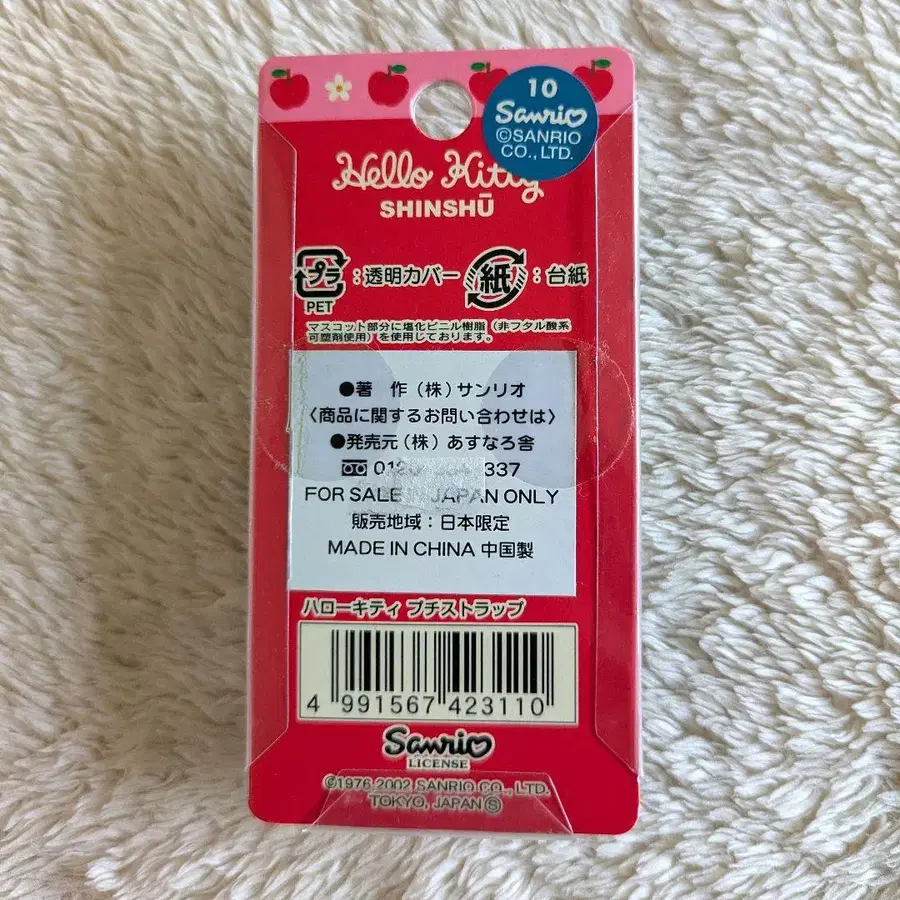 10
Sanrio
©SANRIO
CO., LTD.
Hello Kitty
SHINSHŪ
プラ
PET
:透明カバー
紙
:台紙
マスコット部分に塩化ビニル樹脂(非フタル酸系
可塑剤使用)を使用しております。
●著 作(株)サンリオ
〈商品に関するお問い合わせは〉
●発売元(株)あすなろ舎
337
FOR SALE IN JAPAN ONLY
販売地域:日本限定
MADE IN CHINA 中国製
ハローキティ プチストラップ
4 991567 423110
Sanrio
LICENSE
©1976,2002 SANRIO CO., LTD.
TOKYO, JAPAN Ⓢ